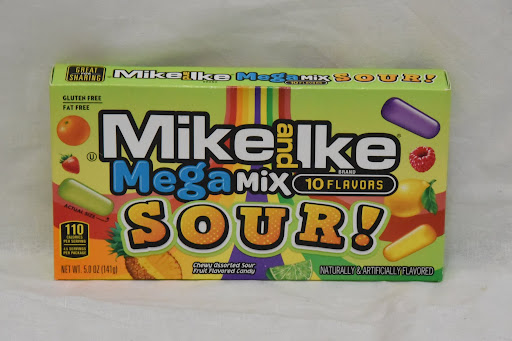 GREAT FOR SHARING
Mike and Ike Mega MIX SOUR!
10 FLAVORS
GLUTEN FREE
FAT FREE
Mike and Ike
®
BRAND
Mega MIX 10 FLAVORS
SOUR!
U
ACTUAL SIZE
110
CALORIES
PER SERVING
NET WT. 5.0 OZ (141g)
Chewy Assorted Sour
Fruit Flavored Candy
NATURALLY & ARTIFICIALLY FLAVORED